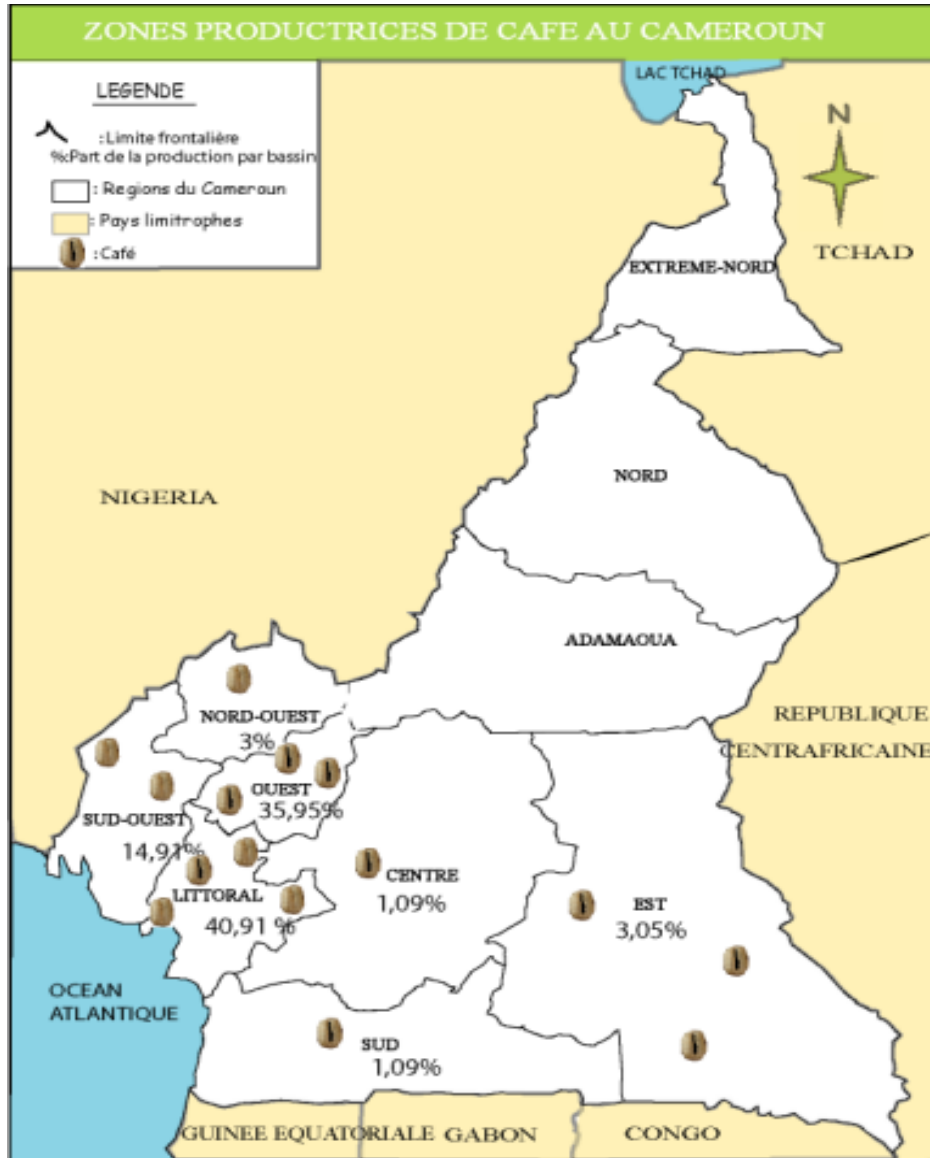 ZONES PRODUCTRICES DE CAFE AU CAMEROUN
LEGENDE
:Limite frontalière
%:Part de la production par bassin
: Regions du Cameroun
: Pays limitrophes
:Café
LAC TCHAD
N
TCHAD
EXTREME-NORD
NORD
NIGERIA
ADAMAOUA
REPUBLIQUE
CENTRAFRICAINE
NORD-OUEST
3%
OUEST
35,95%
SUD-OUEST
14,91%
LITTORAL
40,91 %
CENTRE
1,09%
EST
3,05%
OCEAN
ATLANTIQUE
SUD
1,09%
GUINEE EQUATORIALE
GABON
CONGO